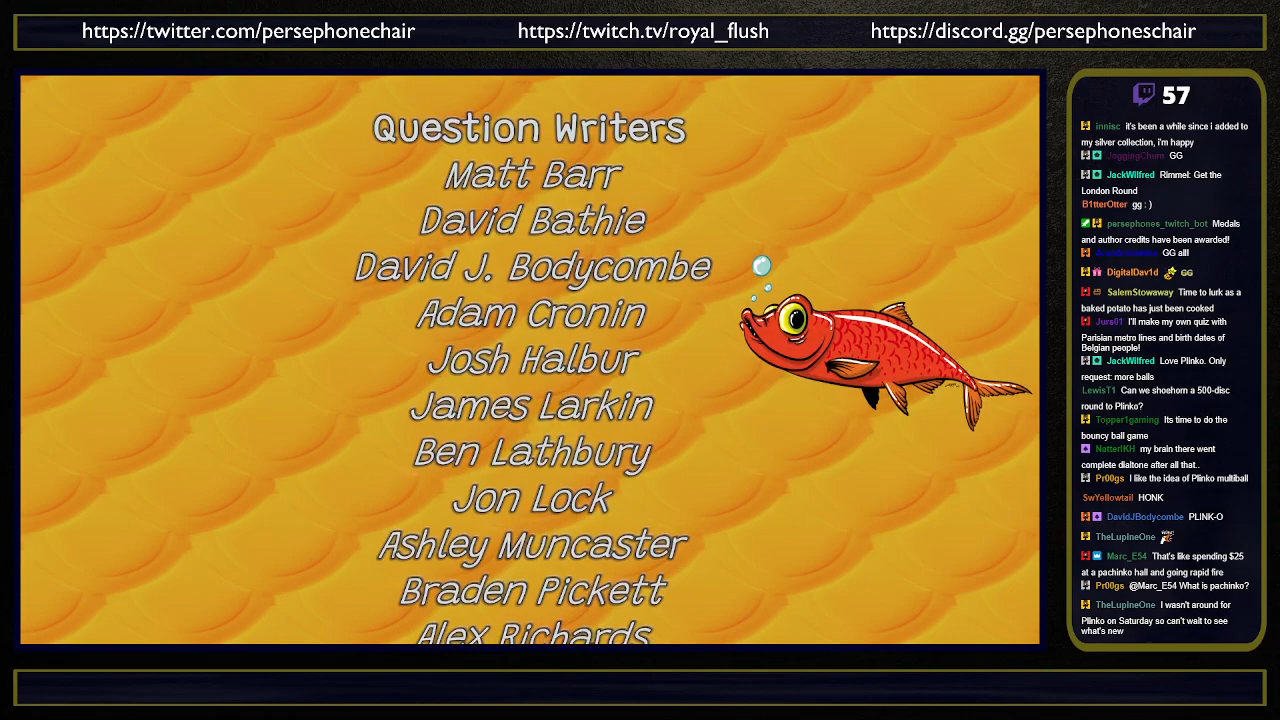 https://twitter.com/persephonechair
https://twitch.tv/royal_flush
https://discord.gg/persephoneschair
Question Writers
Matt Barr
David Bathie
David J. Bodycombe
Adam Cronin
Josh Halbur
James Larkin
Ben Lathbury
Jon Lock
Ashley Muncaster
Braden Pickett
Alex Richards
57
innisc it's been a while since i added to
my silver collection, i'm happy
JoggingChum GG
JackWilfred Rimmel: Get the
London Round
B1tterOtter gg : )
persephones_twitch_bot Medals
and author credits have been awarded!
GG alll
DigitalDav1d GG
SalemStowaway Time to lurk as a
baked potato has just been cooked
Jurs01 I'll make my own quiz with
Parisian metro lines and birth dates of
Belgian people!
JackWilfred Love Plinko. Only
request: more balls
LewisT1 Can we shoehorn a 500-disc
round to Plinko?
Topper1gaming Its time to do the
bouncy ball game
NatterIKH my brain there went
complete dialtone after all that..
Pr00gs I like the idea of Plinko multiball
SwYellowtail HONK
DavidJBodycombe PLINK-O
TheLupineOne
Marc_E54 That's like spending $25
at a pachinko hall and going rapid fire
Pr00gs @Marc_E54 What is pachinko?
TheLupineOne I wasn't around for
Plinko on Saturday so can't wait to see
what's new